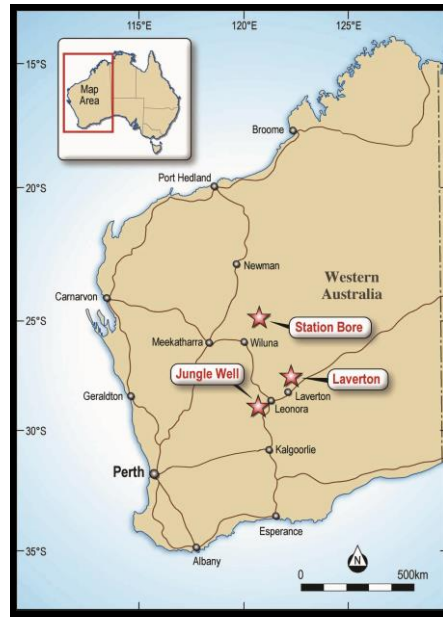 115°E
120°E
125°E
15°S
Map
Area
Broome
Port Hedland
20°S
Newman
Western
Australia
Carnarvon
25°S
Station Bore
Meekatharra
Wiluna
Jungle Well
Laverton
Laverton
Geraldton
Leonora
30°S
Kalgoorlie
Perth
Esperance
35°S
Albany
N
0
500km